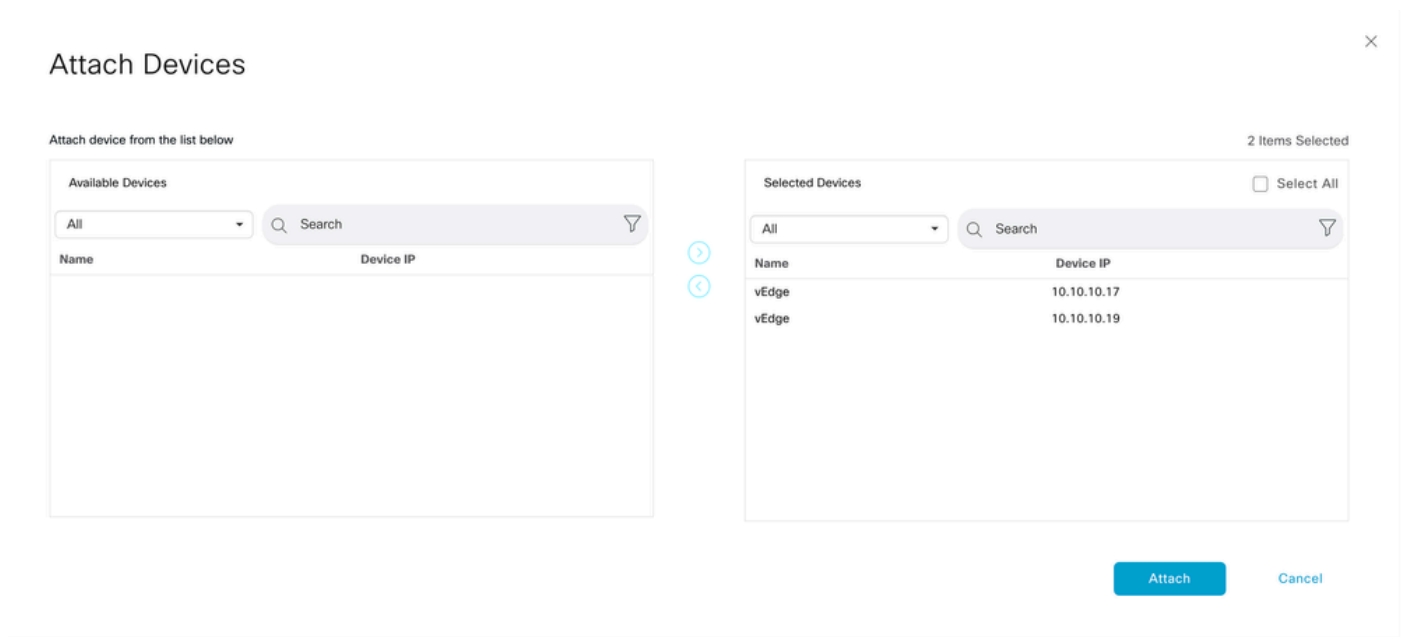 Attach Devices
Attach device from the list below
2 Items Selected
Available Devices
All
Search
Name Device IP
Selected Devices
Select All
All
Search
Name Device IP
vEdge 10.10.10.17
vEdge 10.10.10.19
Attach
Cancel